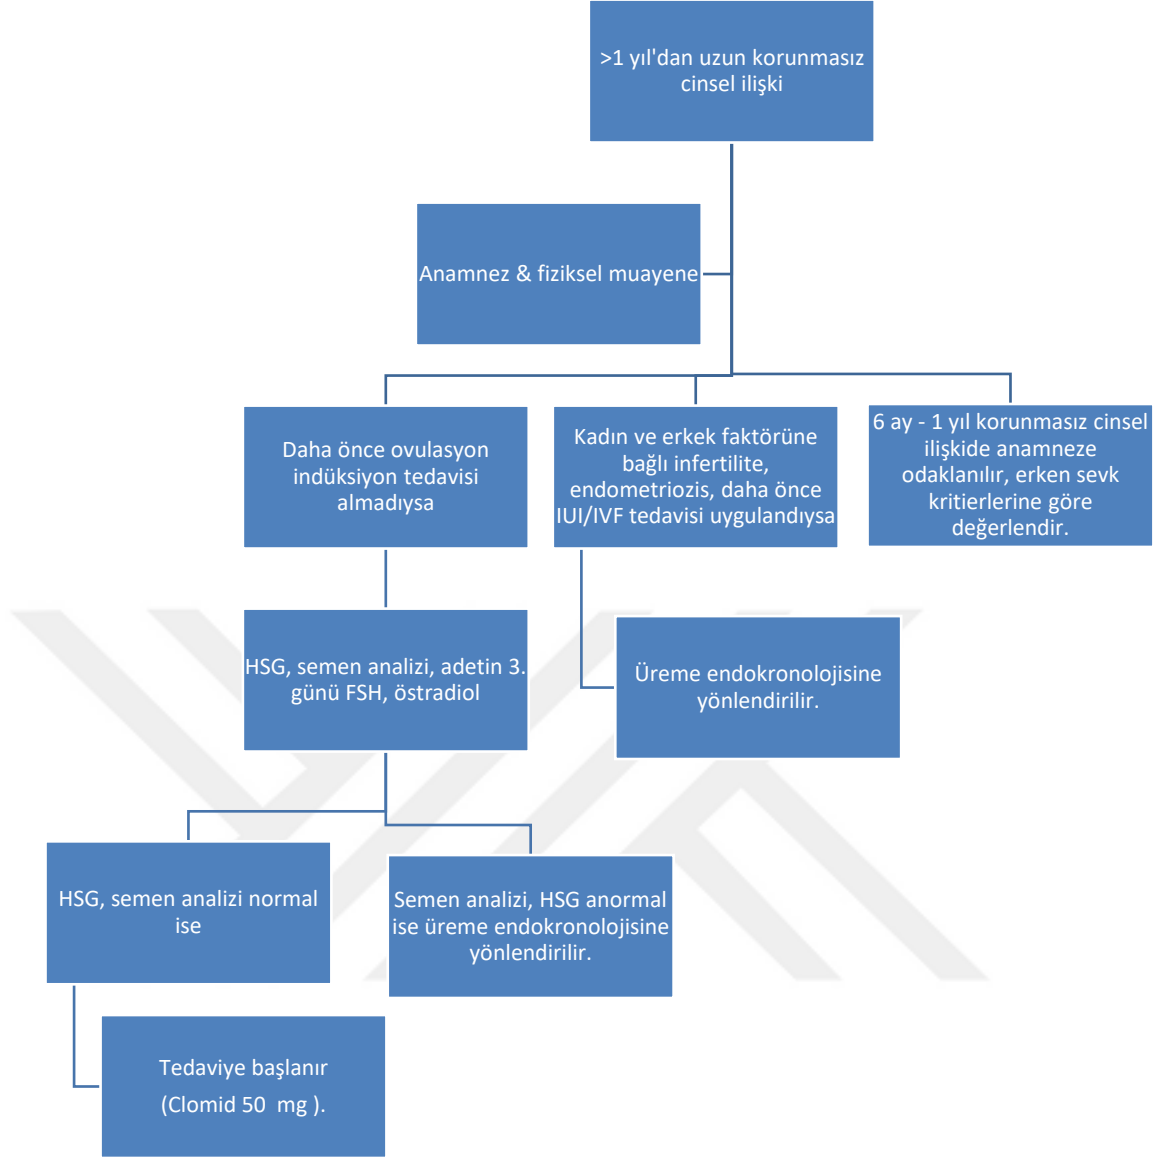 >1 yıl'dan uzun korunmasız
cinsel ilişki
Anamnez & fiziksel muayene
Daha önce ovulasyon
indüksiyon tedavisi
almadıysa
Kadın ve erkek faktörüne
bağlı infertilite,
endometriozis, daha önce
IUI/IVF tedavisi uygulandıysa
6 ay - 1 yıl korunmasız cinsel
ilişkide anamneze
odaklanılır, erken sevk
kritierlerine göre
değerlendir.
HSG, semen analizi, adetin 3.
günü FSH, östradiol
Üreme endokronolojisine
yönlendirilir.
HSG, semen analizi normal
ise
Semen analizi, HSG anormal
ise üreme endokronolojisine
yönlendirilir.
Tedaviye başlanır
(Clomid 50  mg ).